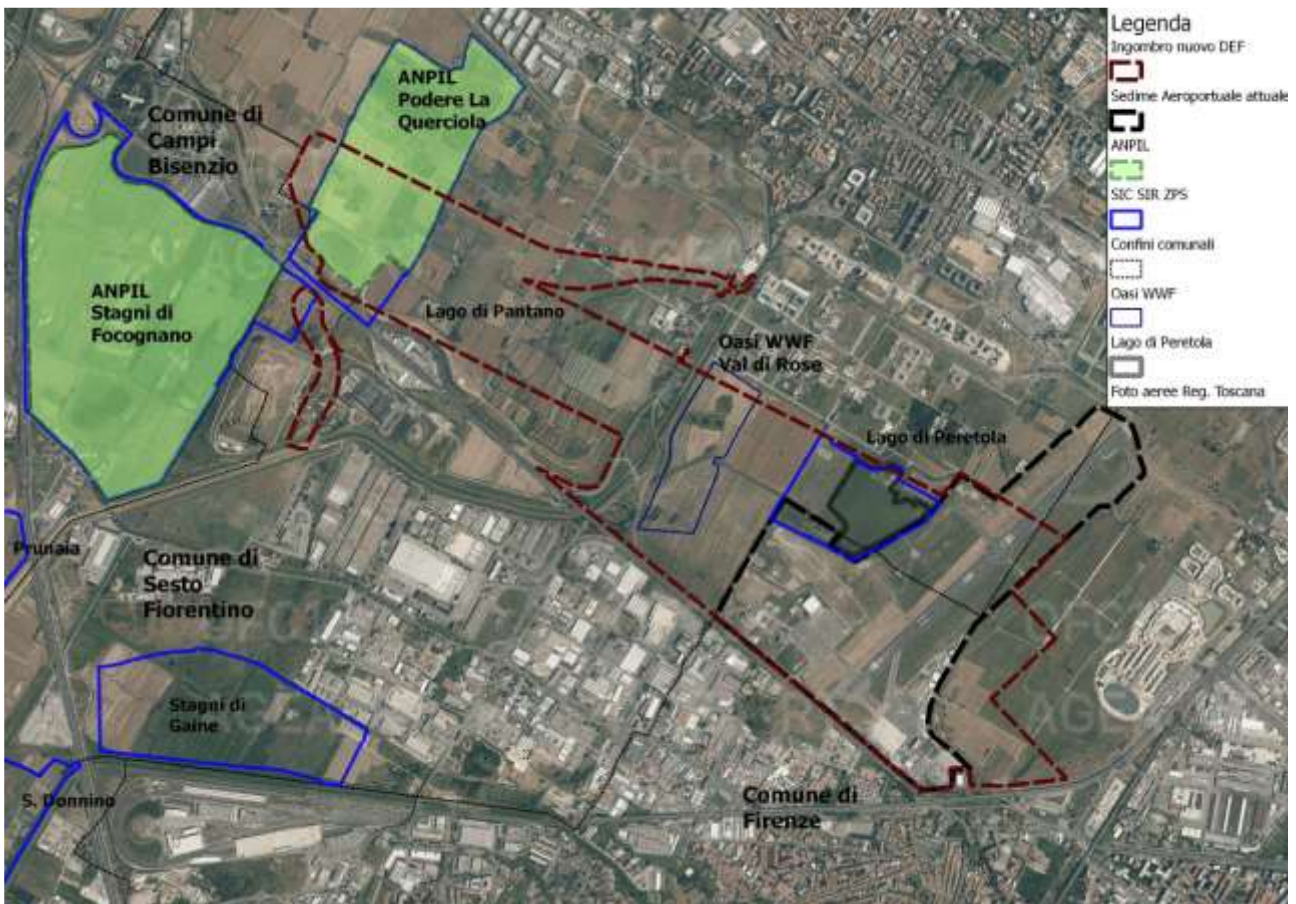 Legenda
Ingombro nuovo DEF
Sedime Aeroportuale attuale
ANPIL
SIC SIR ZPS
Confini comunali
Oasi WWF
Lago di Peretola
Foto aeree Reg. Toscana
ANPIL
Podere La
Querciola
Comune di
Campi
Bisenzio
ANPIL
Stagni di
Focognano
Lago di Pantano
Oasi WWF
Val di Rose
Lago di Peretola
Prunaia
Comune di
Sesto
Fiorentino
Stagni di
Gaine
S. Donnino
Comune di
Firenze